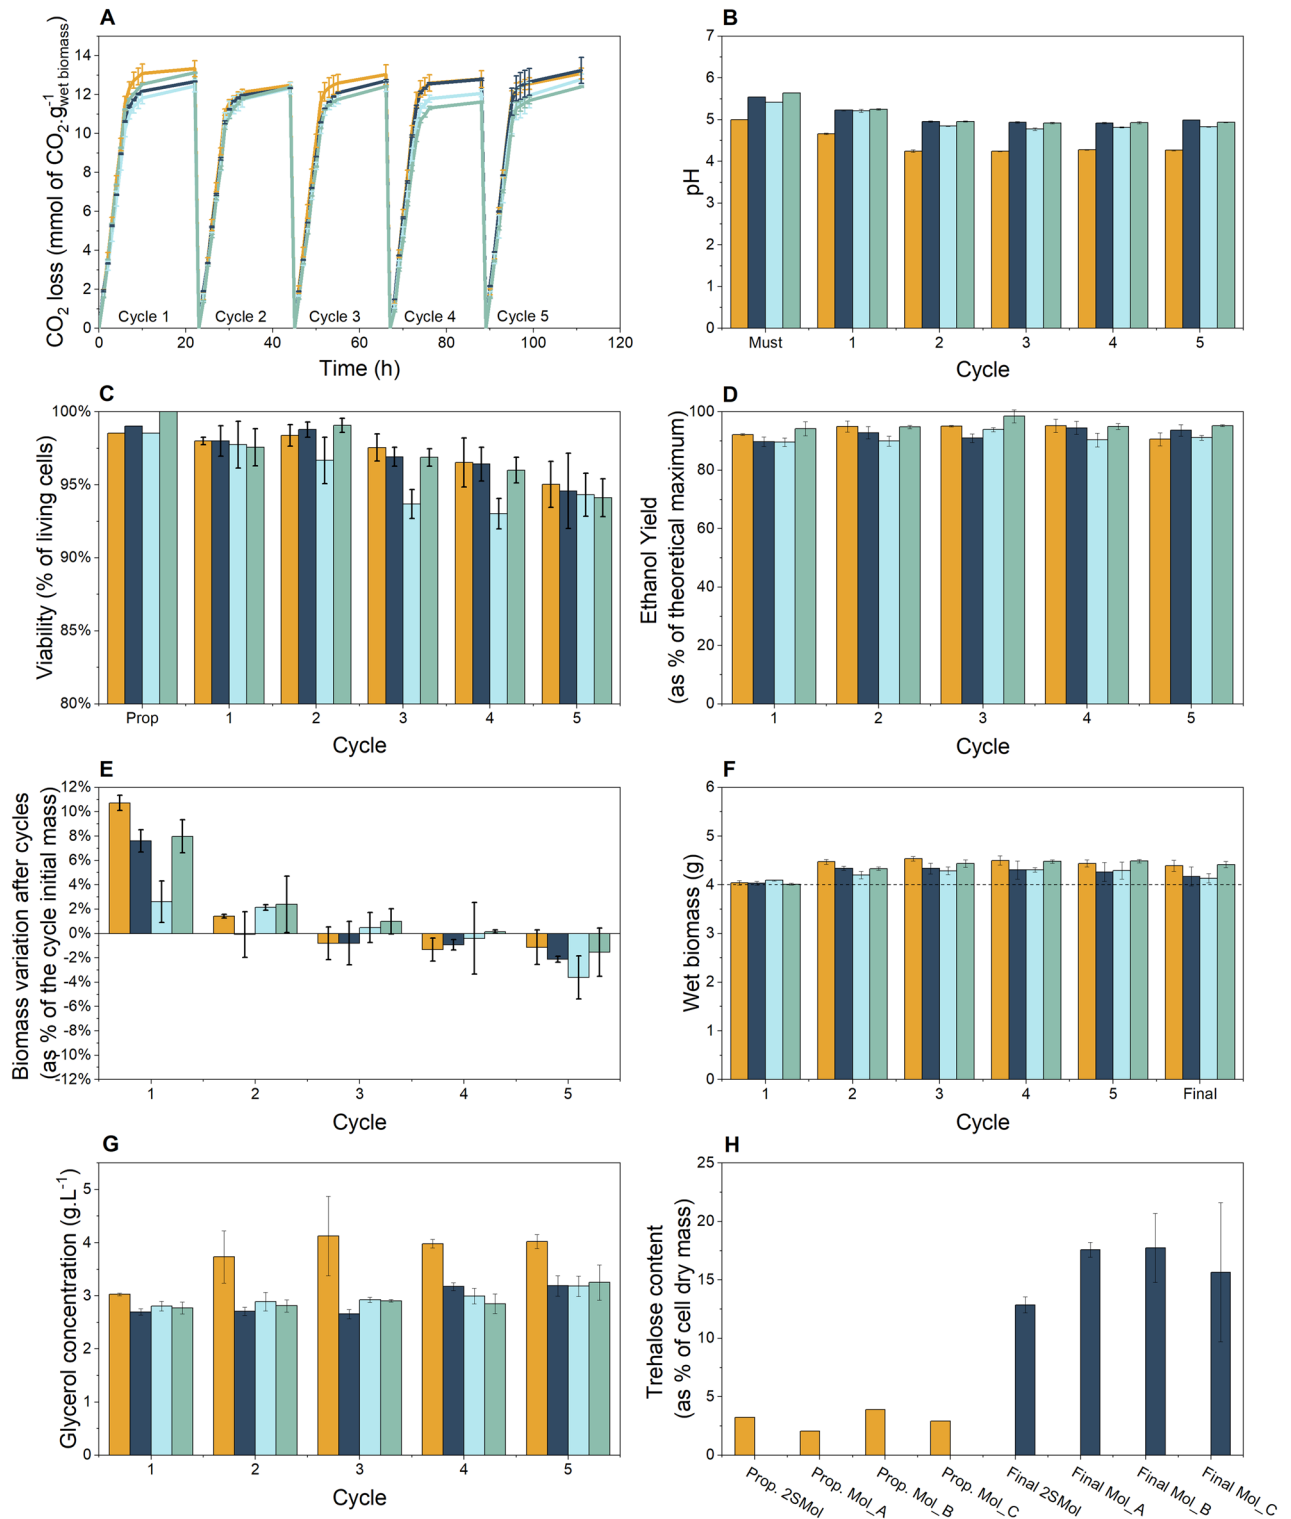 A
CO2 loss (mmol of CO2.g-1wet biomass)
14
12
10
8
6
4
2
0
Cycle 1 Cycle 2 Cycle 3 Cycle 4 Cycle 5
0 20 40 60 80 100 120
Time (h)
B
pH
7
6
5
4
3
2
1
0
Must 1 2 3 4 5
Cycle
C
Viability (% of living cells)
100%
95%
90%
85%
80%
Prop 1 2 3 4 5
Cycle
D
Ethanol Yield
(as % of theoretical maximum)
100
80
60
40
20
0
1 2 3 4 5
Cycle
E
Biomass variation after cycles
(as % of the cycle initial mass)
12%
10%
8%
6%
4%
2%
0%
-2%
-4%
-6%
-8%
-10%
-12%
1 2 3 4 5
Cycle
F
Wet biomass (g)
6
5
4
3
2
1
0
1 2 3 4 5 Final
Cycle
G
Glycerol concentration (g.L-1)
5
4
3
2
1
0
1 2 3 4 5
Cycle
H
Trehalose content
(as % of cell dry mass)
25
20
15
10
5
0
Prop. 2SMol
Prop. Mol_A
Prop. Mol_B
Prop. Mol_C
Final 2SMol
Final Mol_A
Final Mol_B
Final Mol_C